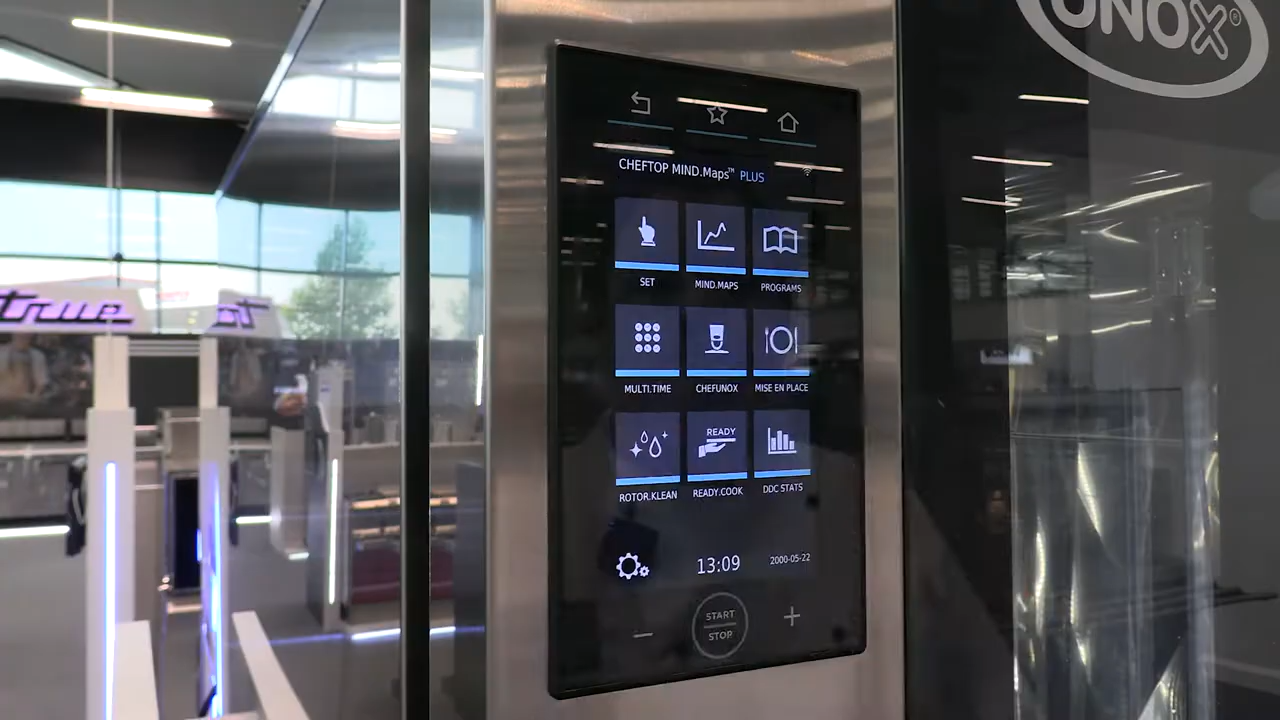 UNOX®
CHEFTOP MIND.Maps™ PLUS
SET
MIND.MAPS
PROGRAMS
MULTI.TIME
CHEFUNOX
MISE EN PLACE
READY
ROTOR.KLEAN
READY.COOK
DDC STATS
13:09
2000-05-22
START
STOP
true